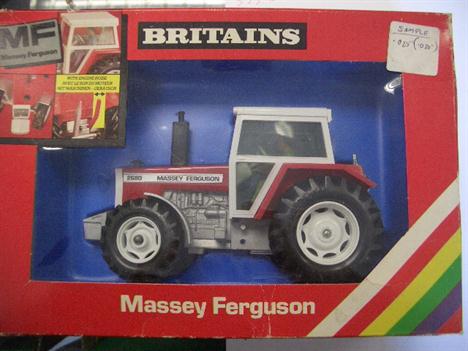 MF
Massey Ferguson
BRITAINS
SAMPLE
WITH ENGINE NOISE
2680 MASSEY FERGUSON
Massey Ferguson